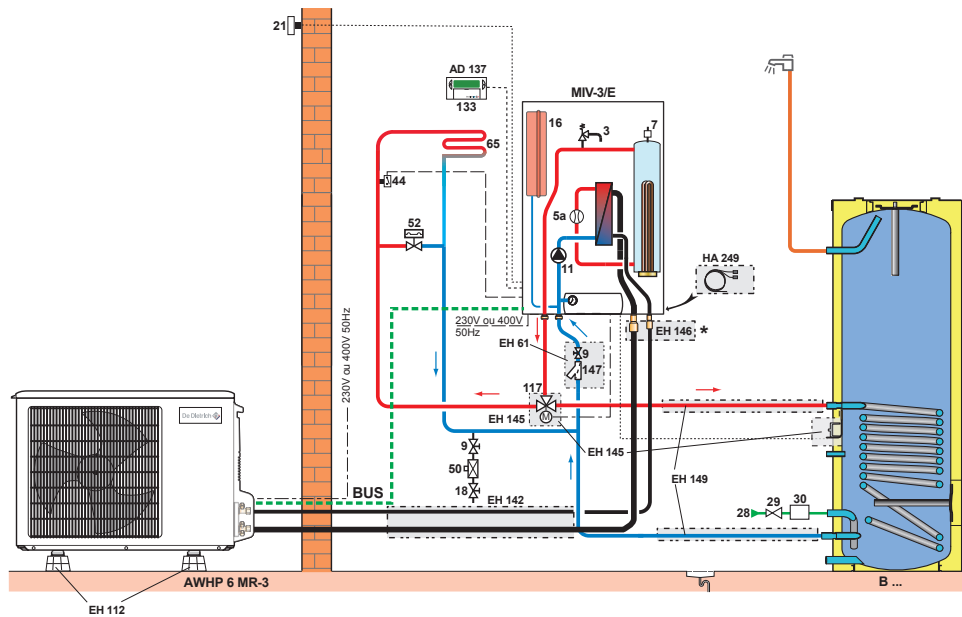 21
AD 137
133
MIV-3/E
16
3
7
65
44
5a
52
11
HA 249
230V ou 400V
50Hz
EH 146 *
EH 61
9
147
230V ou 400V 50Hz
De Dietrich
117
M
EH 145
EH 145
9
50
18
BUS
EH 142
EH 149
28
29
30
AWHP 6 MR-3
B ...
EH 112